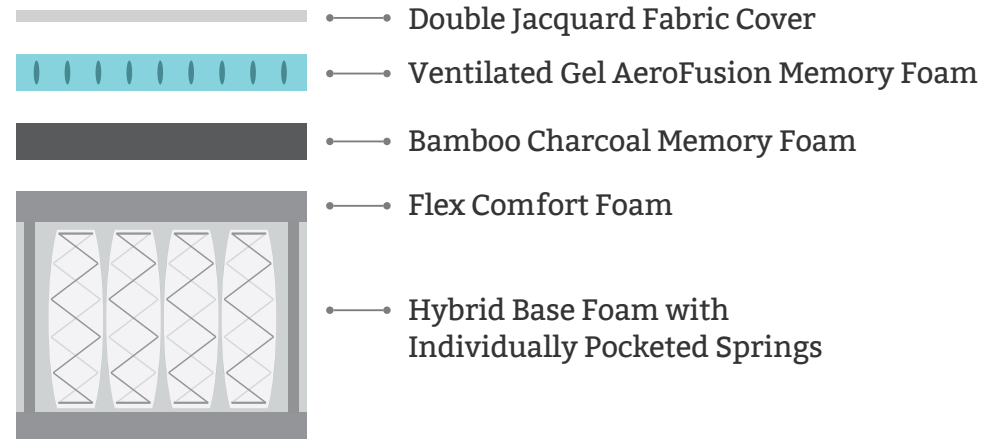 Double Jacquard Fabric Cover
Ventilated Gel AeroFusion Memory Foam
Bamboo Charcoal Memory Foam
Flex Comfort Foam
Hybrid Base Foam with
Individually Pocketed Springs